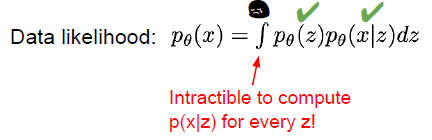 Data likelihood: pθ(x) = ∫ pθ(z)pθ(x|z)dz
Intractible to compute
p(x|z) for every z!